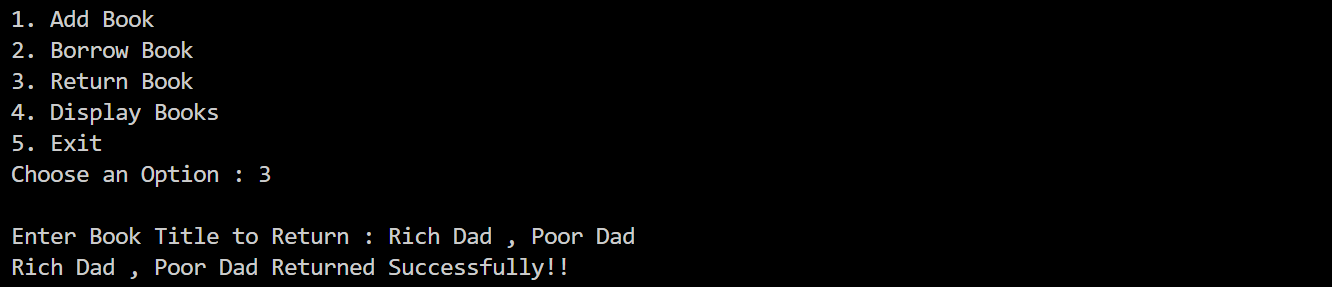 1. Add Book
2. Borrow Book
3. Return Book
4. Display Books
5. Exit
Choose an Option : 3
Enter Book Title to Return : Rich Dad , Poor Dad
Rich Dad , Poor Dad Returned Successfully!!